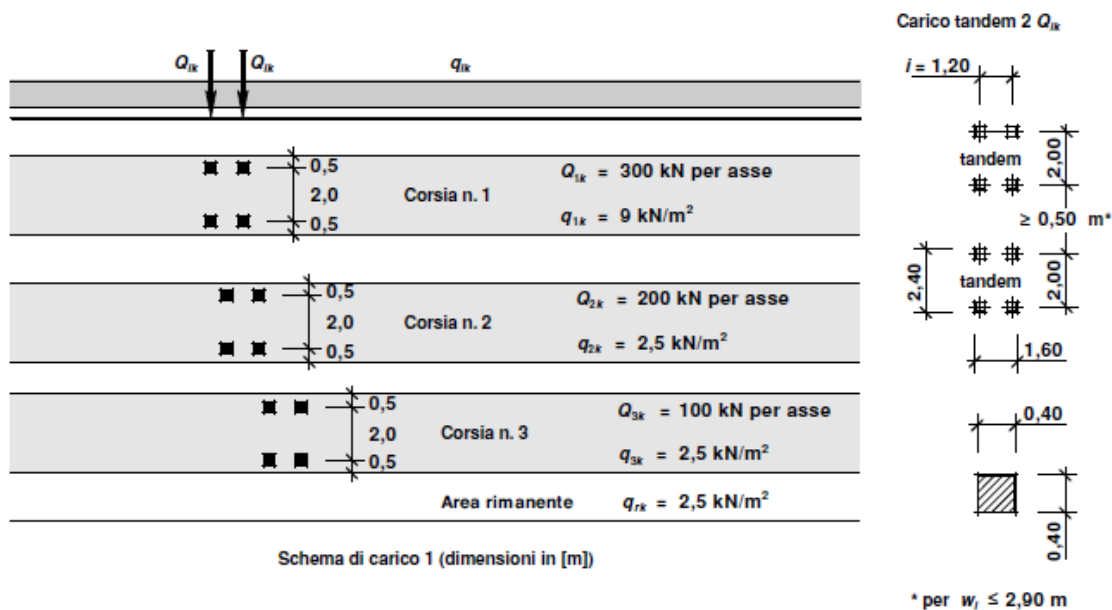 Carico tandem 2 Qik
Qik Qik qik
i = 1,20
0,5
2,0
0,5
Corsia n. 1
Q1k = 300 kN per asse
q1k = 9 kN/m²
tandem
2,00
≥ 0,50 m*
0,5
2,0
0,5
Corsia n. 2
Q2k = 200 kN per asse
q2k = 2,5 kN/m²
2,40
tandem
2,00
1,60
0,5
2,0
0,5
Corsia n. 3
Q3k = 100 kN per asse
q3k = 2,5 kN/m²
0,40
Area rimanente qrk = 2,5 kN/m²
0,40
Schema di carico 1 (dimensioni in [m])
* per wl ≤ 2,90 m